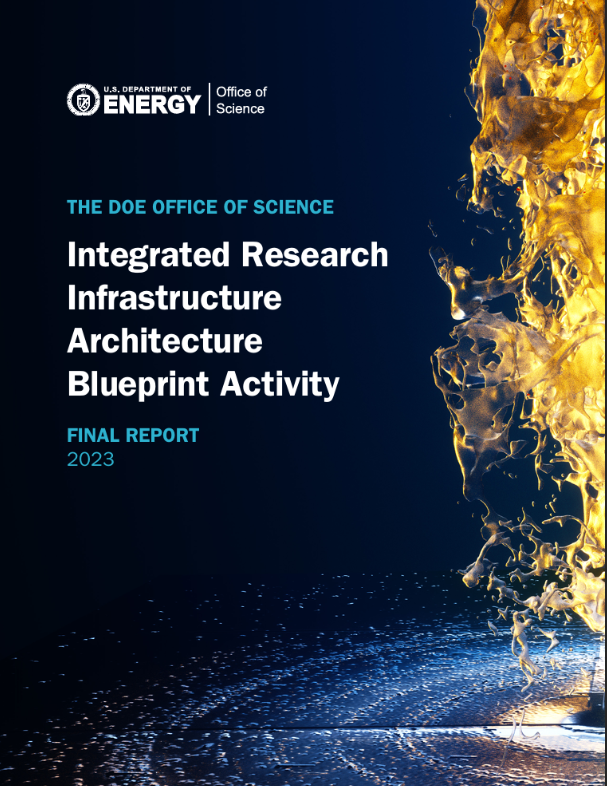 U.S. DEPARTMENT OF
ENERGY
Office of
Science
THE DOE OFFICE OF SCIENCE
Integrated Research
Infrastructure
Architecture
Blueprint Activity
FINAL REPORT
2023